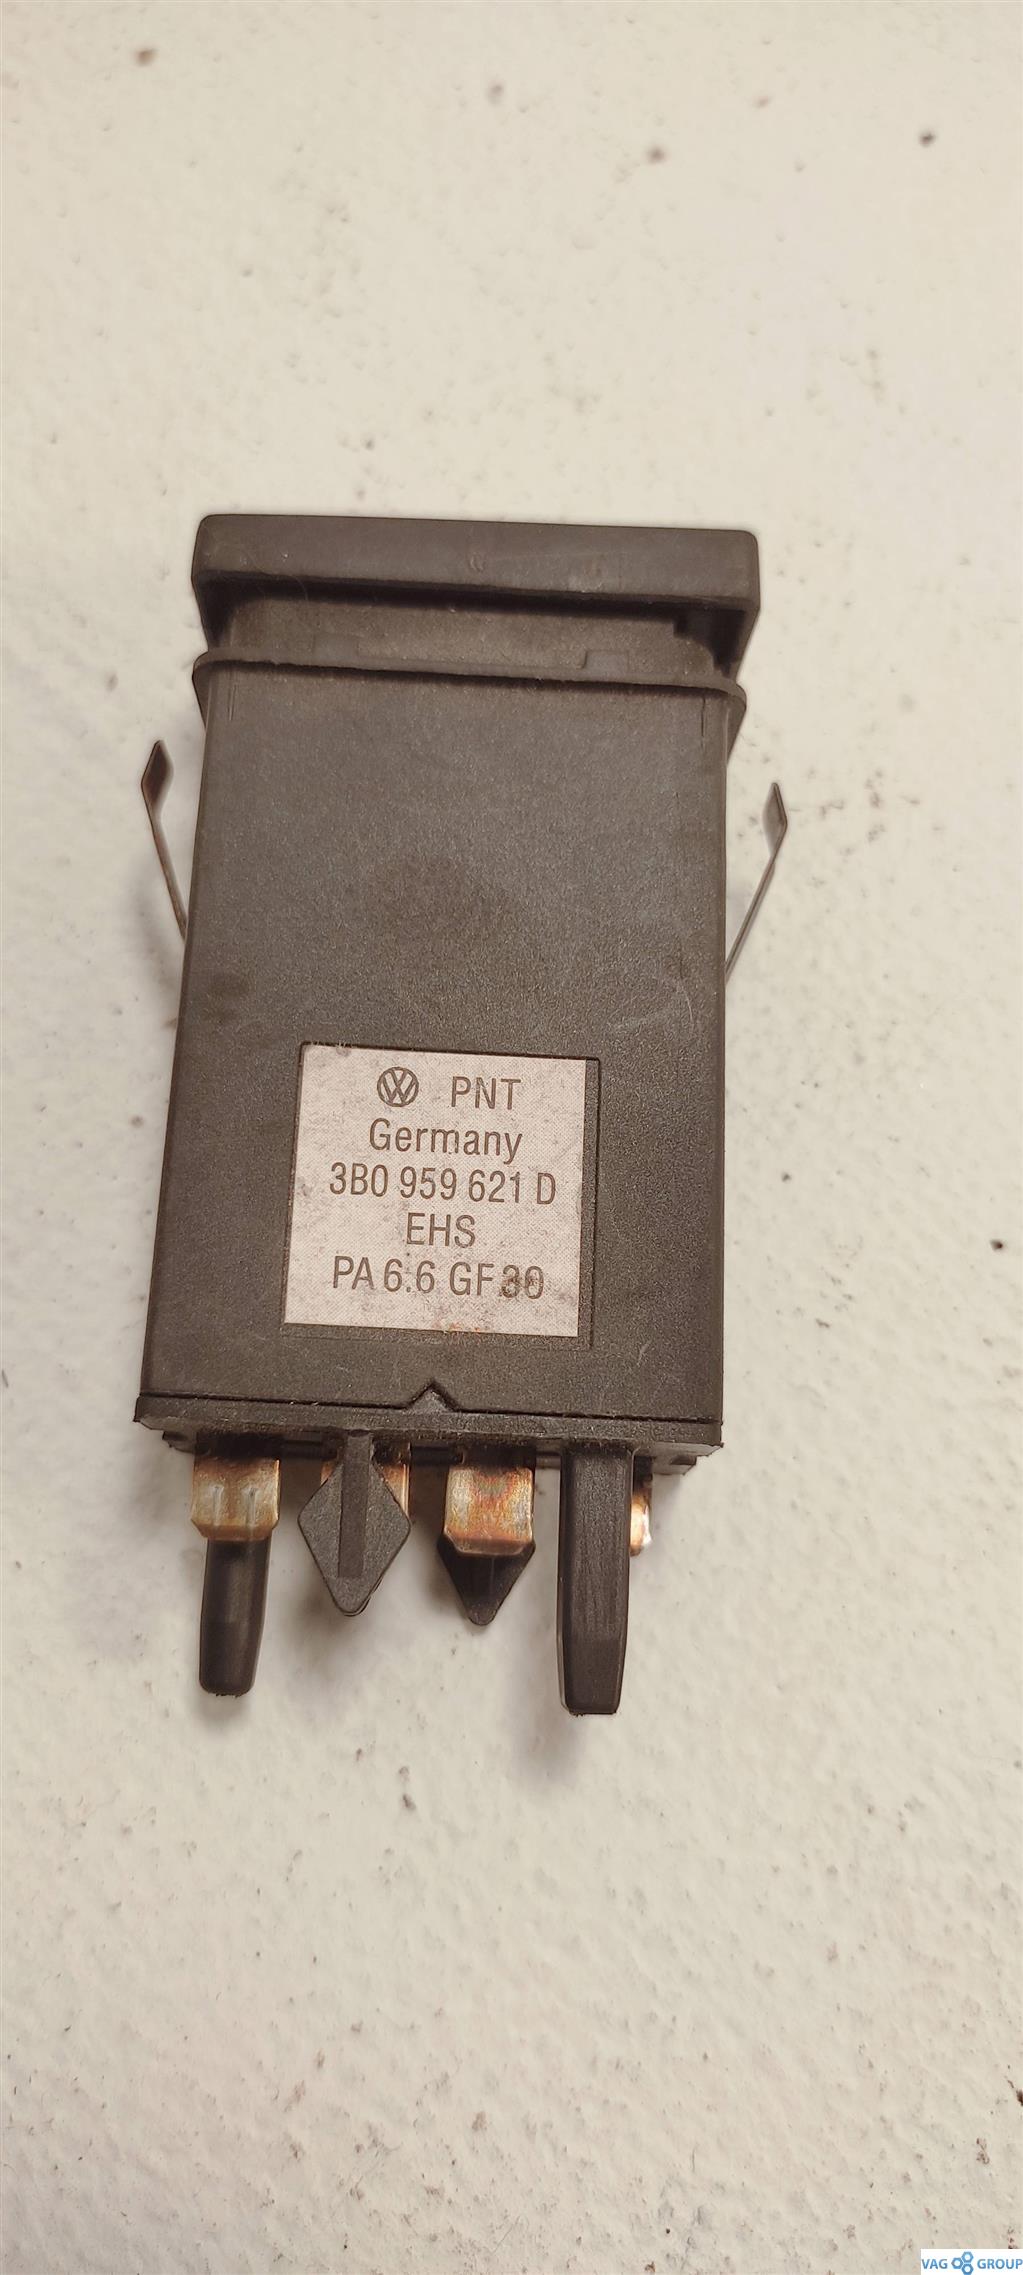 PNT
Germany
3B0 959 621 D
EHS
PA 6.6 GF 30
VAG GROUP